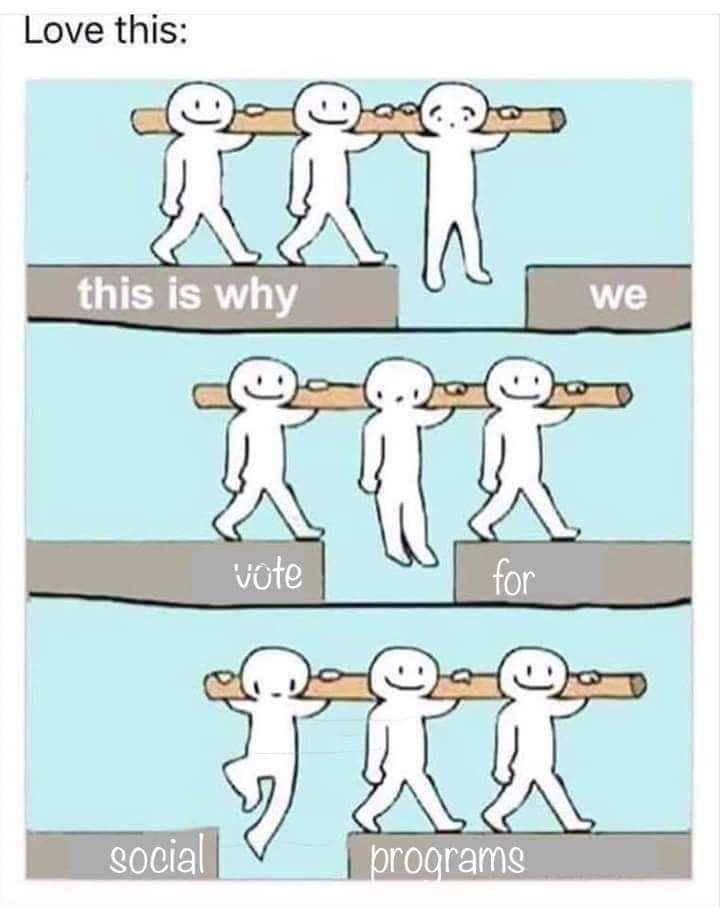 Love this:
this is why we
vote for
social programs